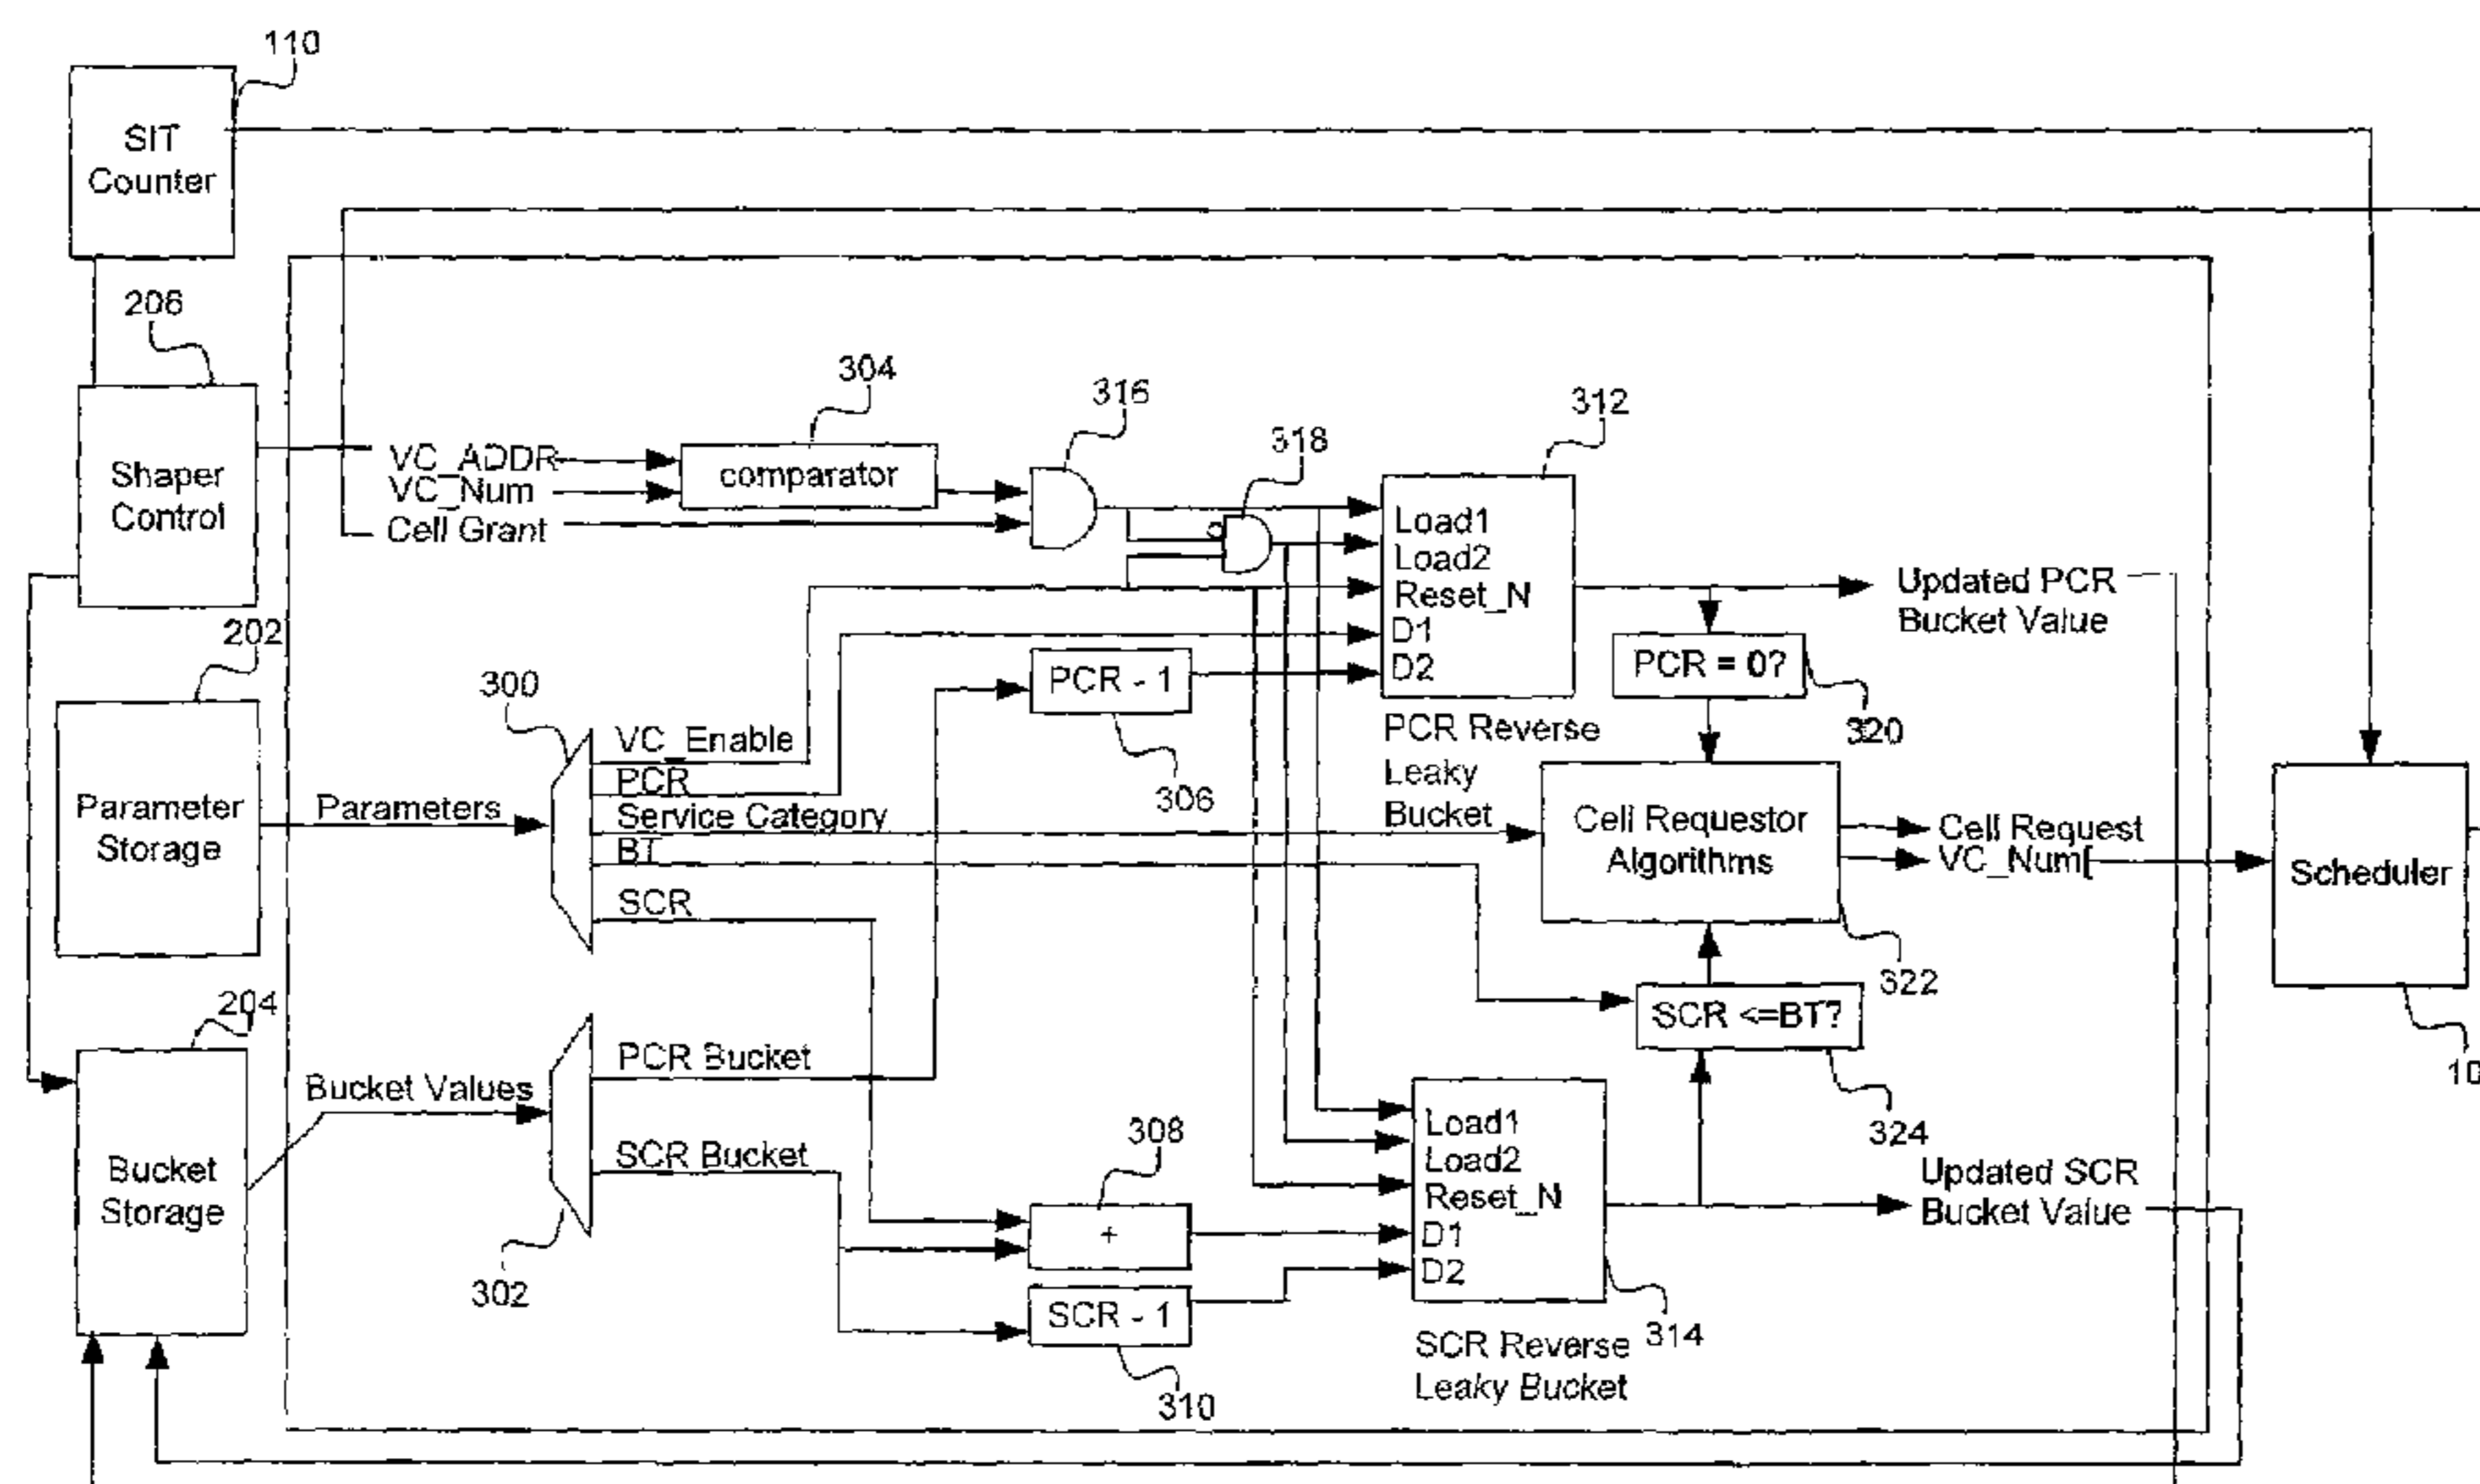 110
SIT
Counter
206
304
316
318
312
Shaper
Control
VC_ADDR
VC_Num
Cell Grant
comparator
Load1
Load2
Reset_N
D1
D2
Updated PCR
Bucket Value
202
300
PCR - 1
306
PCR = 0?
320
PCR Reverse
Leaky
Bucket
Parameter
Storage
Parameters
VC_Enable
PCR
Service Category
BT
SCR
Cell Requestor
Algorithms
322
Cell Request
VC_Num[
Scheduler
10
204
Bucket
Storage
Bucket Values
PCR Bucket
SCR Bucket
302
308
+
SCR - 1
310
SCR <=BT?
324
Load1
Load2
Reset_N
D1
D2
314
SCR Reverse
Leaky Bucket
Updated SCR
Bucket Value